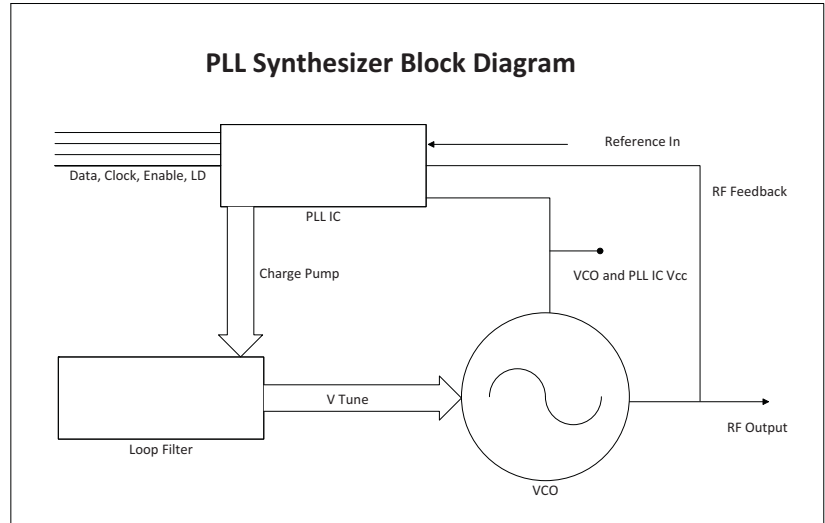 PLL Synthesizer Block Diagram
Reference In
Data, Clock, Enable, LD
RF Feedback
PLL IC
Charge Pump
VCO and PLL IC Vcc
V Tune
RF Output
Loop Filter
VCO